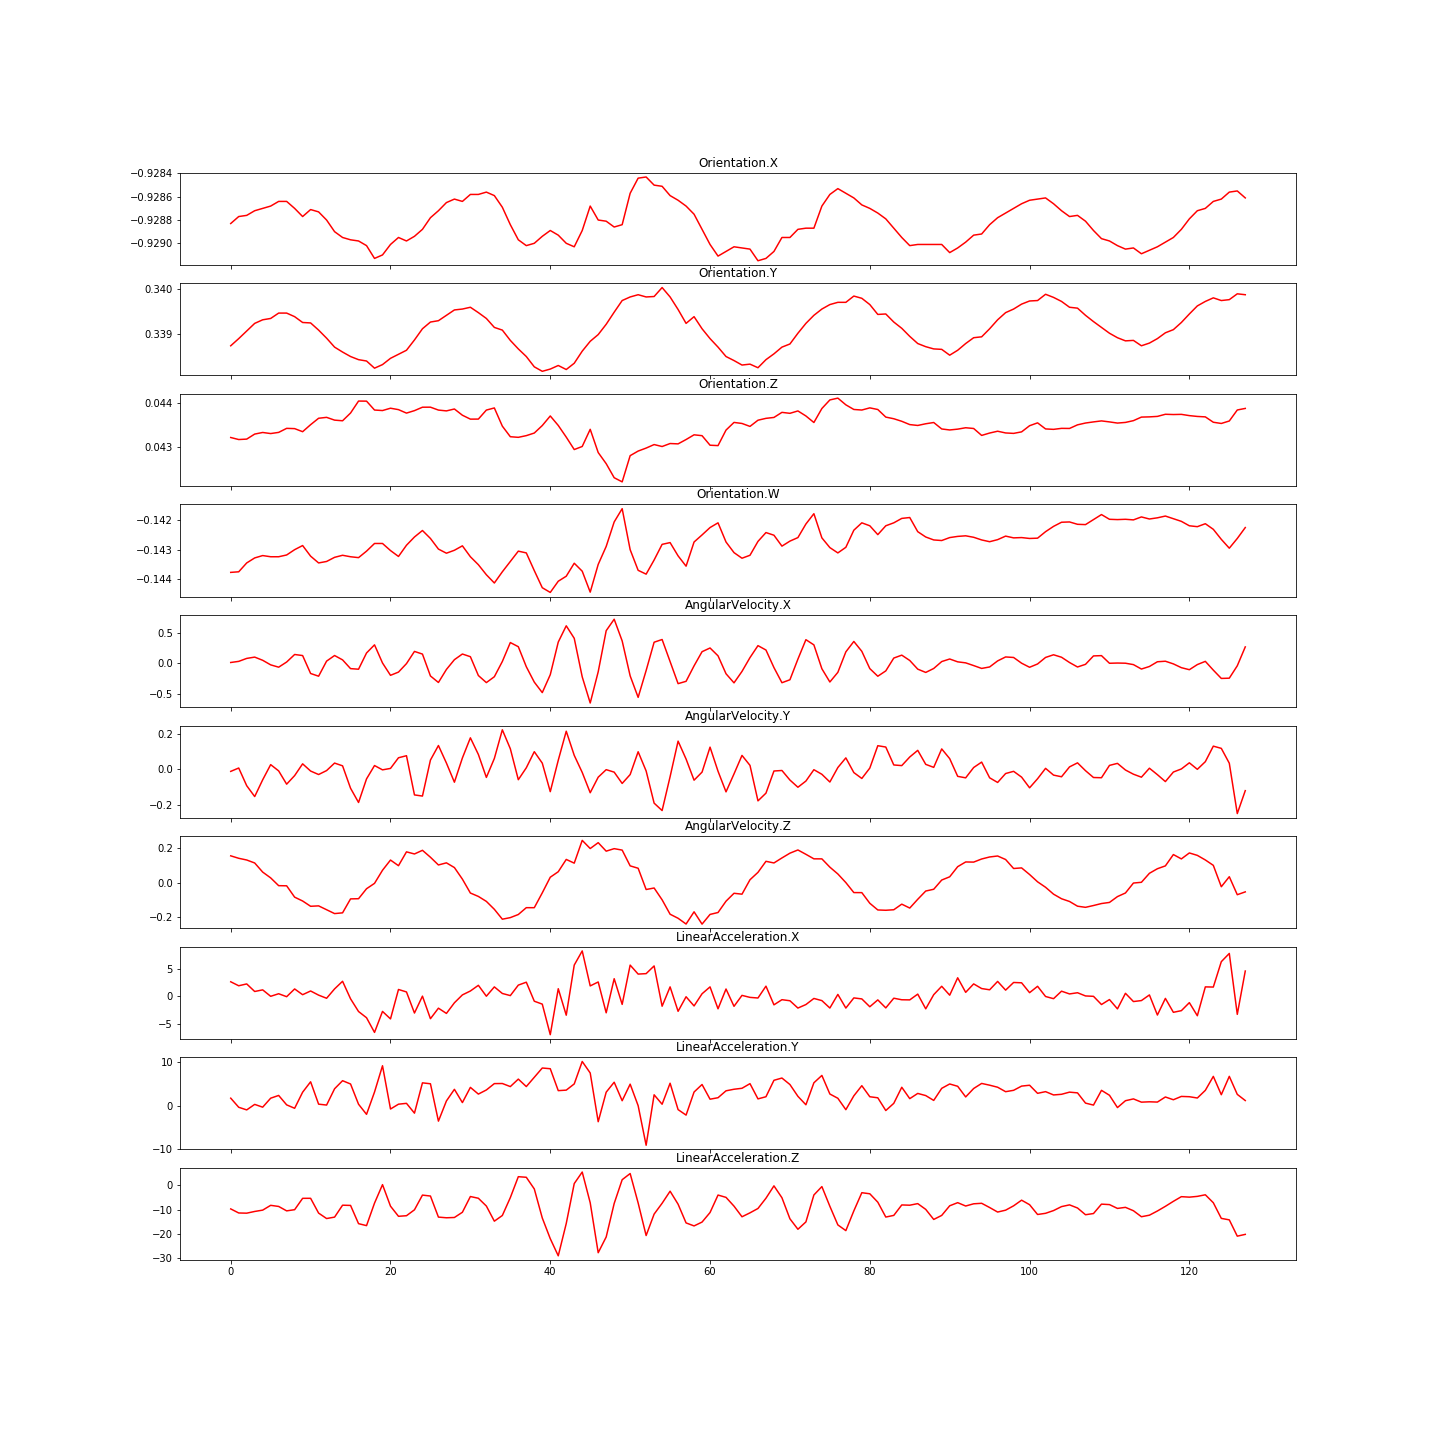 Orientation.X
−0.9284
−0.9286
−0.9288
−0.9290
Orientation.Y
0.340
0.339
Orientation.Z
0.044
0.043
Orientation.W
−0.142
−0.143
−0.144
AngularVelocity.X
0.5
0.0
−0.5
AngularVelocity.Y
0.2
0.0
−0.2
AngularVelocity.Z
0.2
0.0
−0.2
LinearAcceleration.X
5
0
−5
LinearAcceleration.Y
10
0
−10
LinearAcceleration.Z
0
−10
−20
−30
0 20 40 60 80 100 120